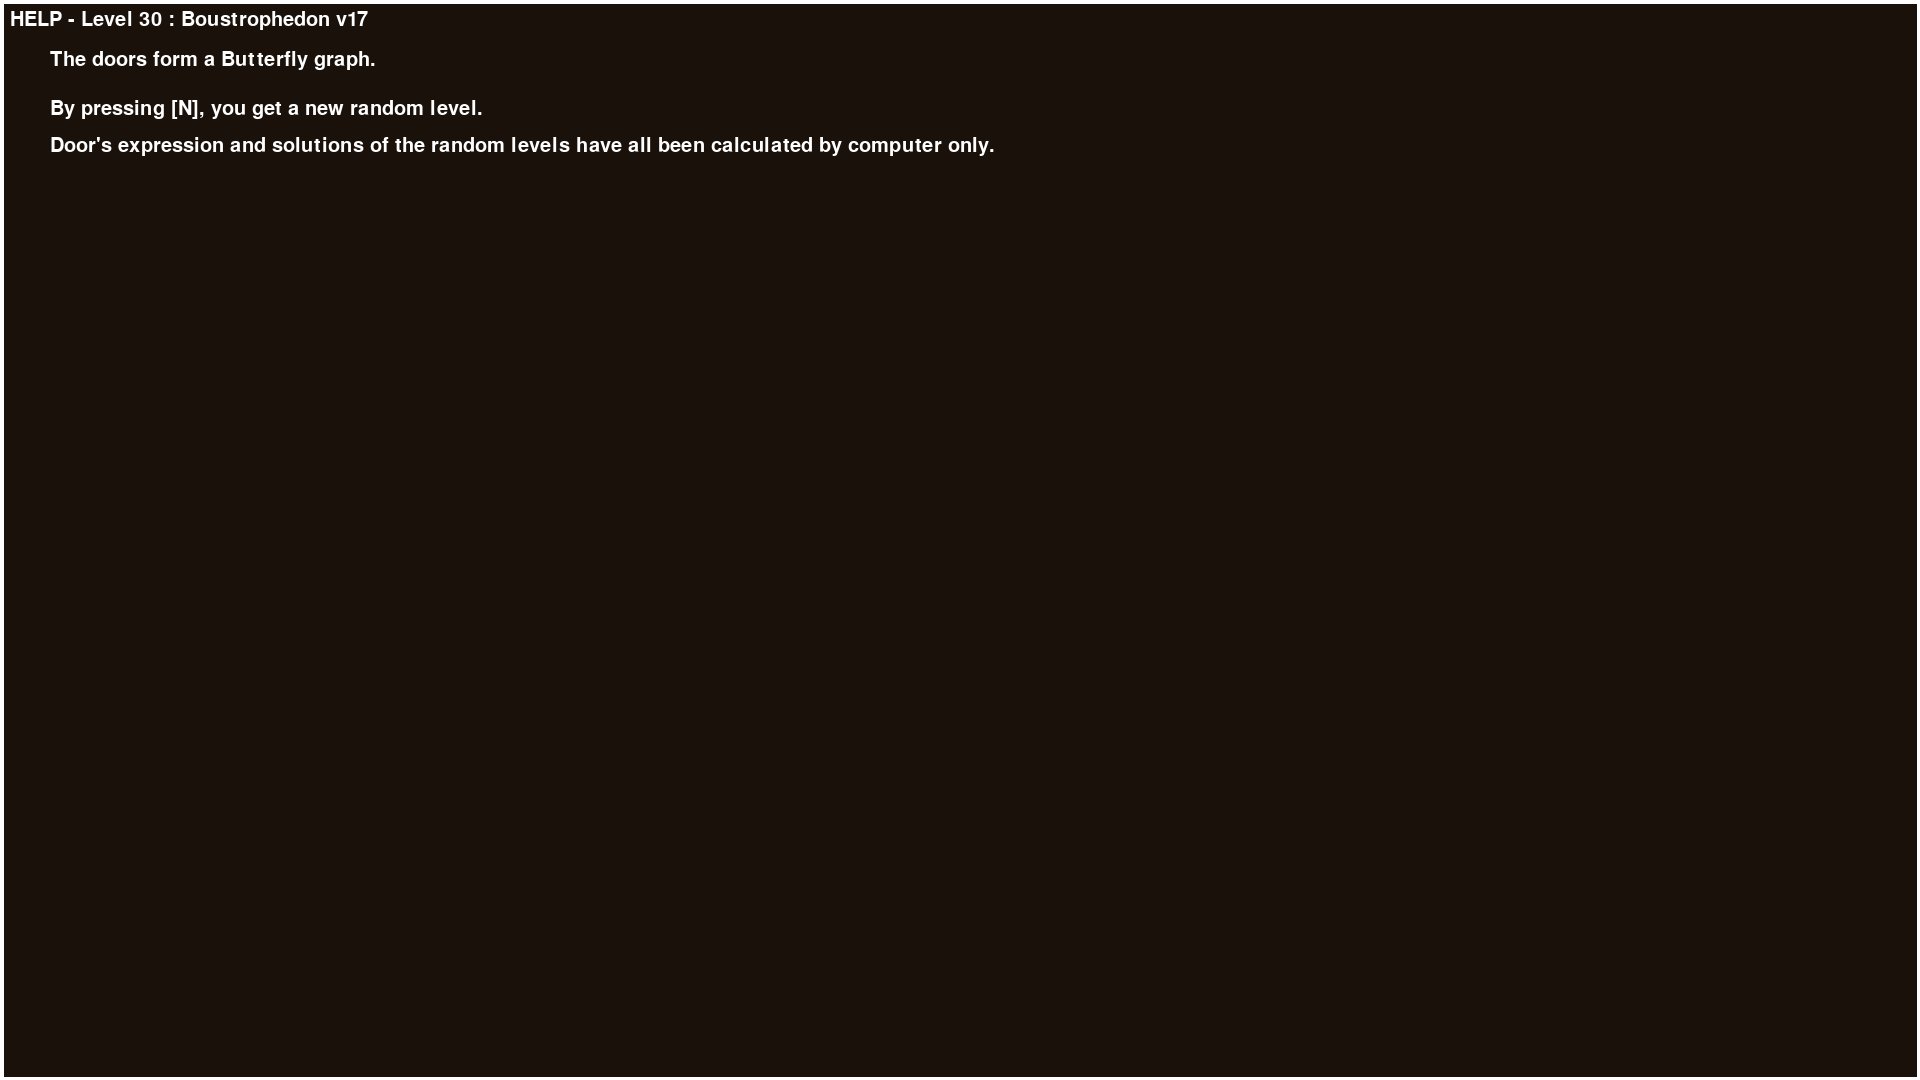 HELP - Level 30 : Boustrophedon v17
The doors form a Butterfly graph.
By pressing [N], you get a new random level.
Door's expression and solutions of the random levels have all been calculated by computer only.